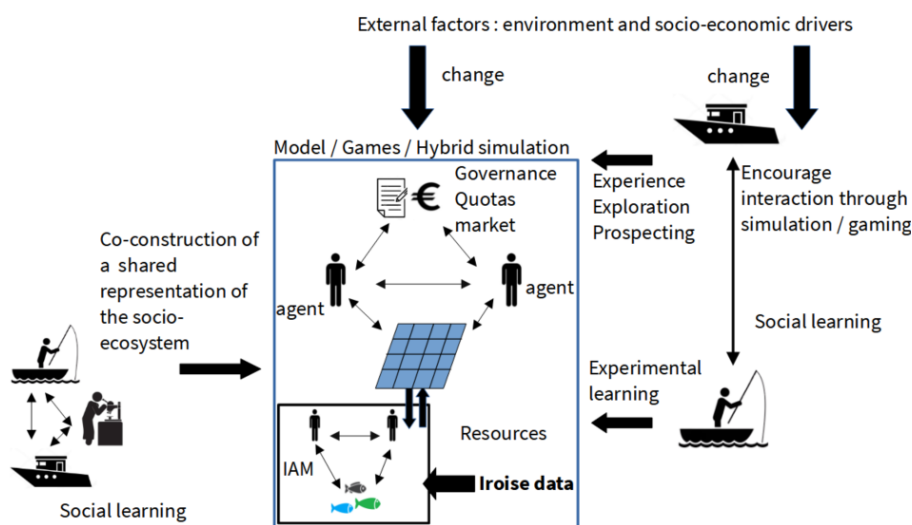 External factors : environment and socio-economic drivers
change
change
Model / Games / Hybrid simulation
Governance
Quotas
market
€
agent
agent
Experience
Exploration
Prospecting
Encourage
interaction through
simulation / gaming
Co-construction of
a shared
representation of
the socio-
ecosystem
Social learning
Experimental
learning
Resources
IAM
Iroise data
Social learning